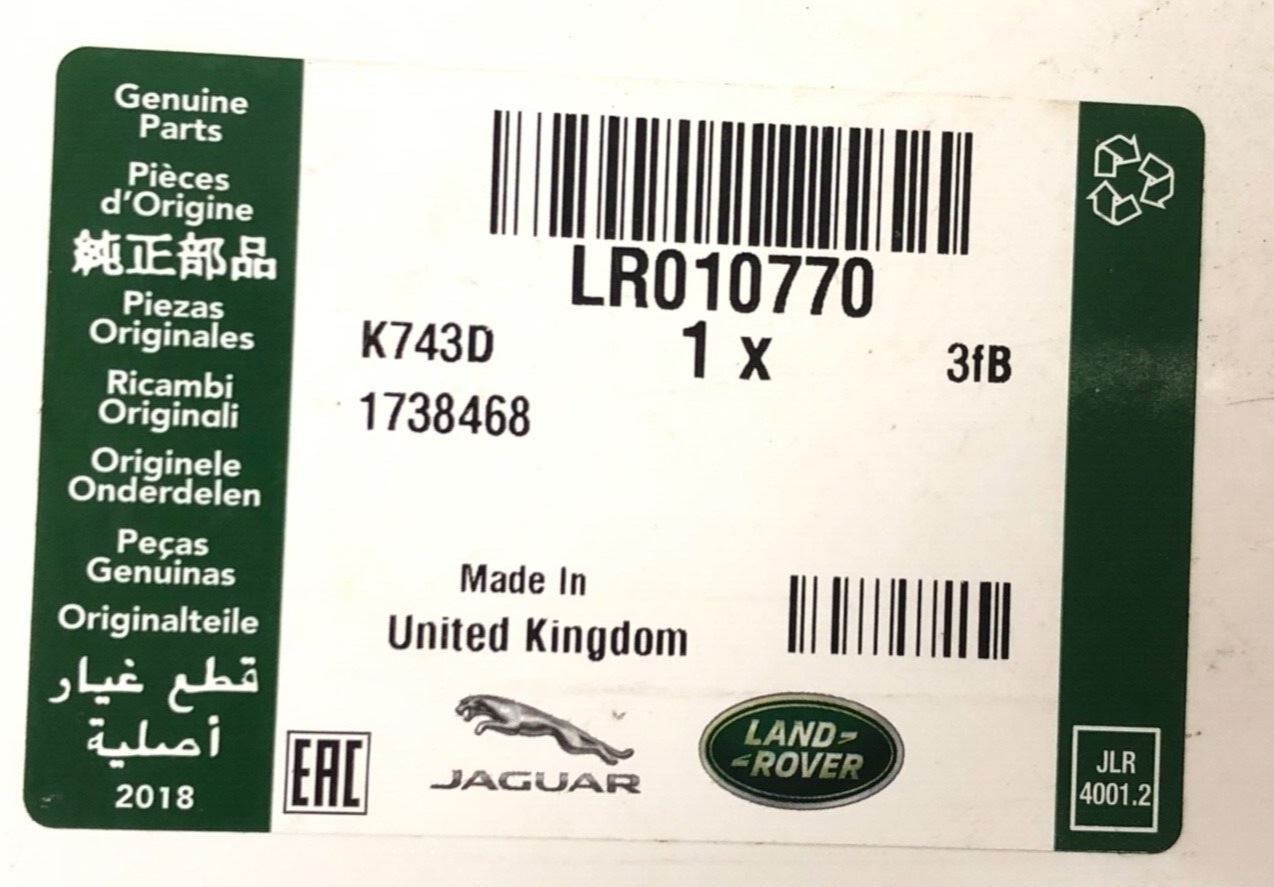 Genuine
Parts
Pièces
d'Origine
純正部品
Piezas
Originales
Ricambi
Originali
Originele
Onderdelen
Peças
Genuinas
Originalteile
قطع غيار
أصلية
2018
LR010770
K743D
1 x
3fB
1738468
Made In
United Kingdom
EAC
JAGUAR
LAND-
-ROVER
JLR
4001.2